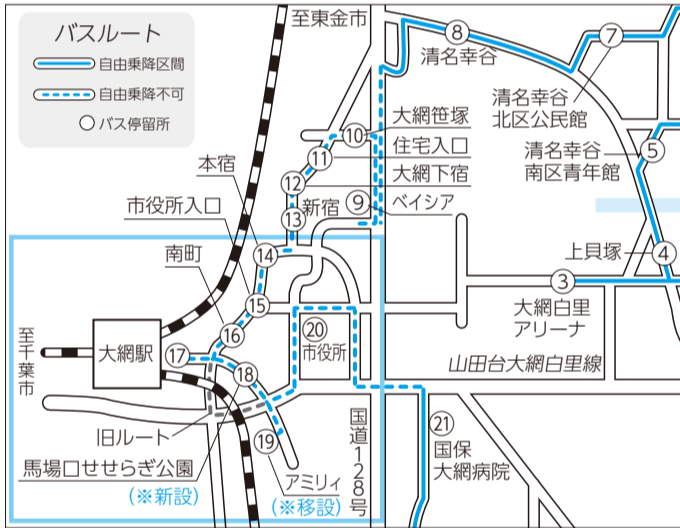 バスルート
自由乗降区間
自由乗降不可
バス停留所
至東金市
⑧
清名幸谷
⑦
清名幸谷
北区公民館
⑤
清名幸谷
南区青年館
大網笹塚
⑩
住宅入口
⑪
大網下宿
⑫
本宿
新宿
⑬
⑨
ベイシア
市役所入口
⑭
南町
⑮
上貝塚
④
③
大網白里
アリーナ
⑯
⑳
市役所
至千葉市
大網駅
⑰
⑱
山田台大網白里線
旧ルート
国道128号
㉑
国保
大網病院
馬場口せせらぎ公園
(※新設)
⑲
アミリィ
(※移設)